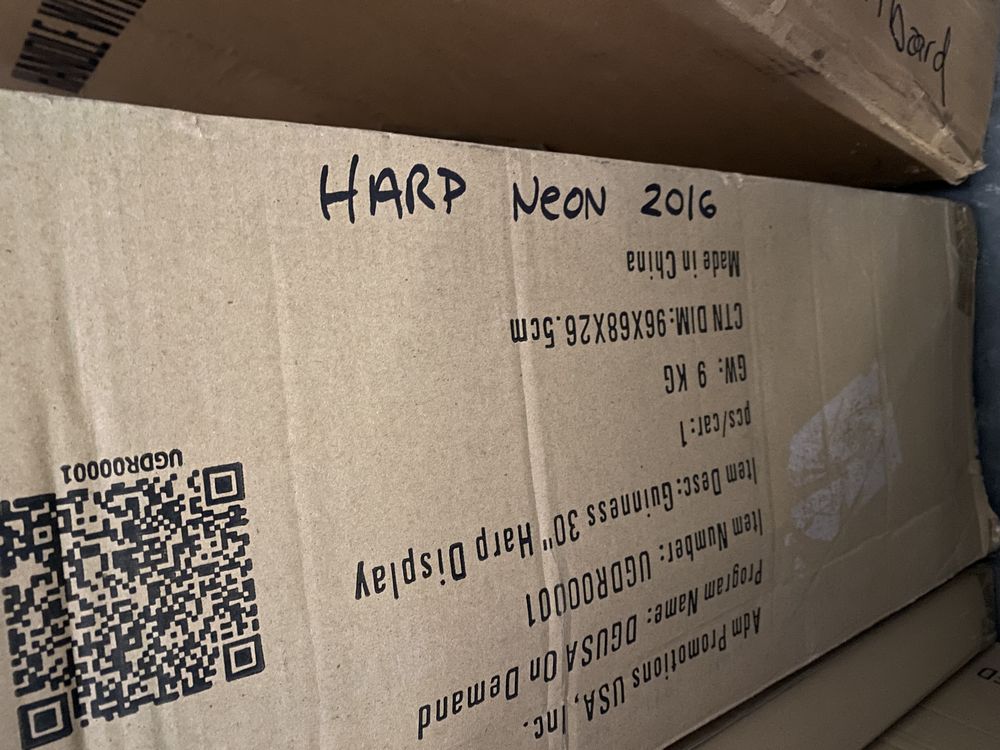 HARP NEON 2016
Adm Promotions USA, Inc.
Program Name: DGUSA On Demand
Item Number: UGDR00001
Item Desc:Guinness 30" Harp Display
pcs/car:1
GW: 9 KG
CTN DIM:96X68X26.5cm
Made in China
UGDR00001